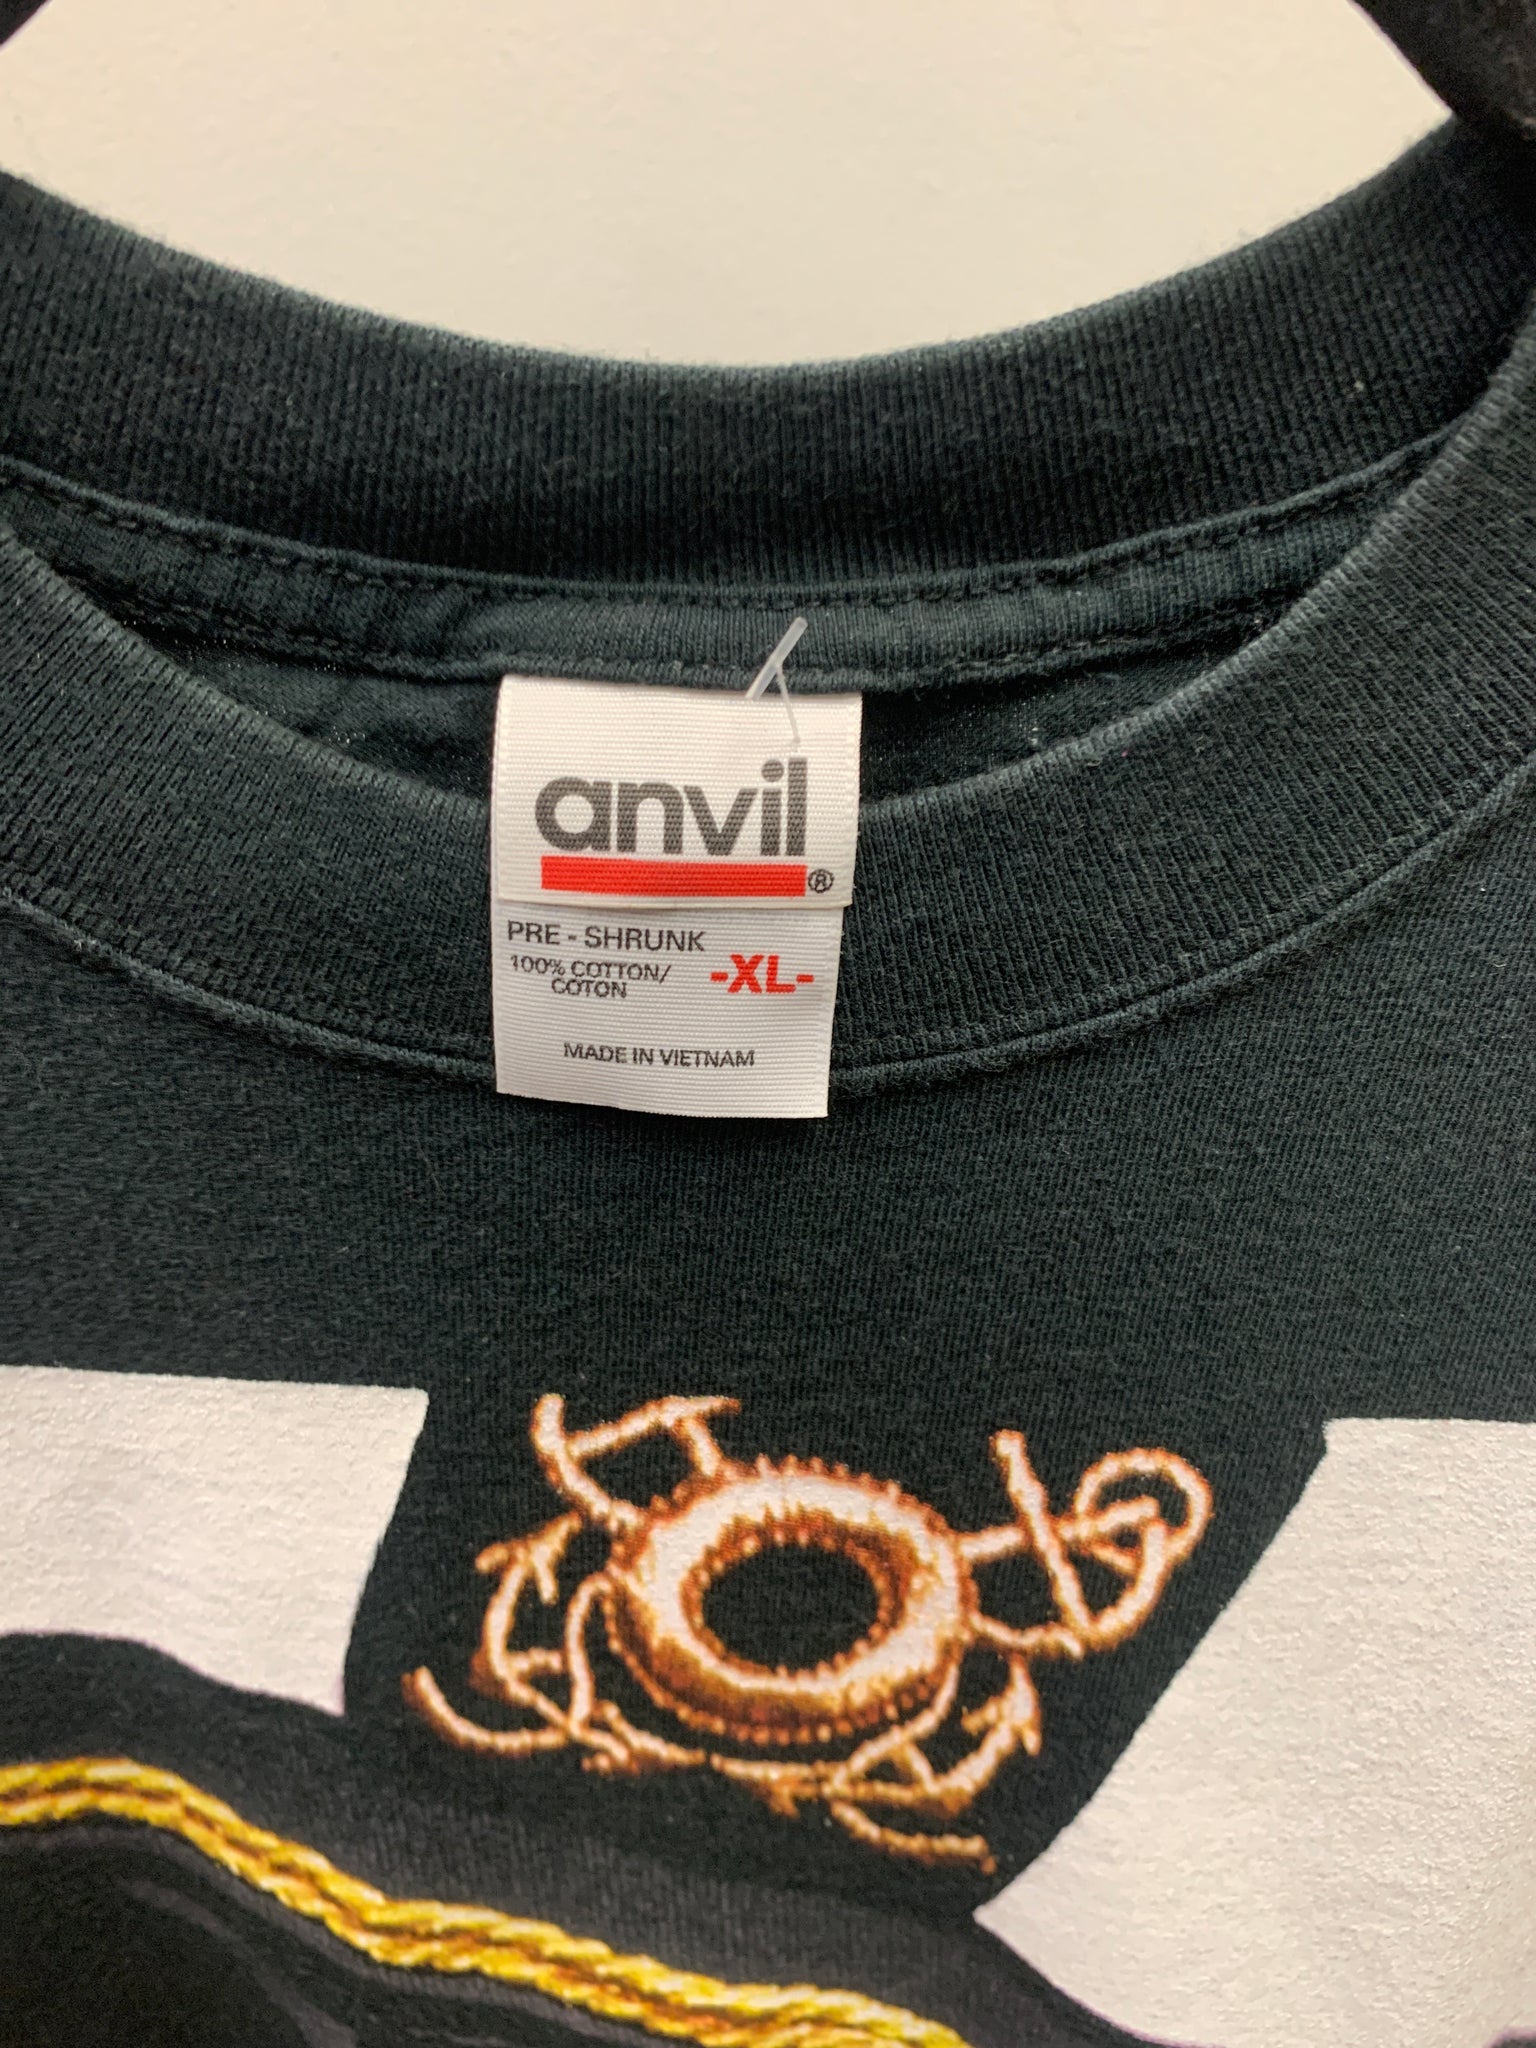 anvil®
PRE - SHRUNK
100% COTTON/
COTON
-XL-
MADE IN VIETNAM